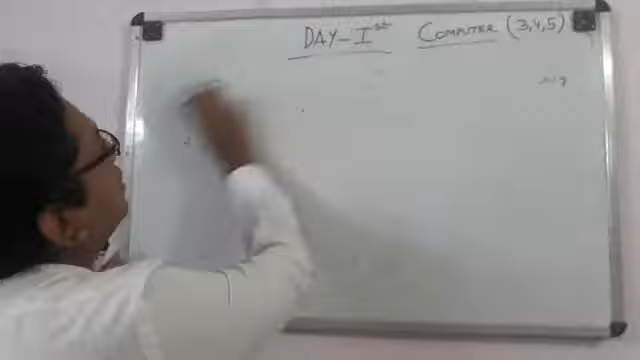 DAY – Ist COMPUTER (3,4,5)